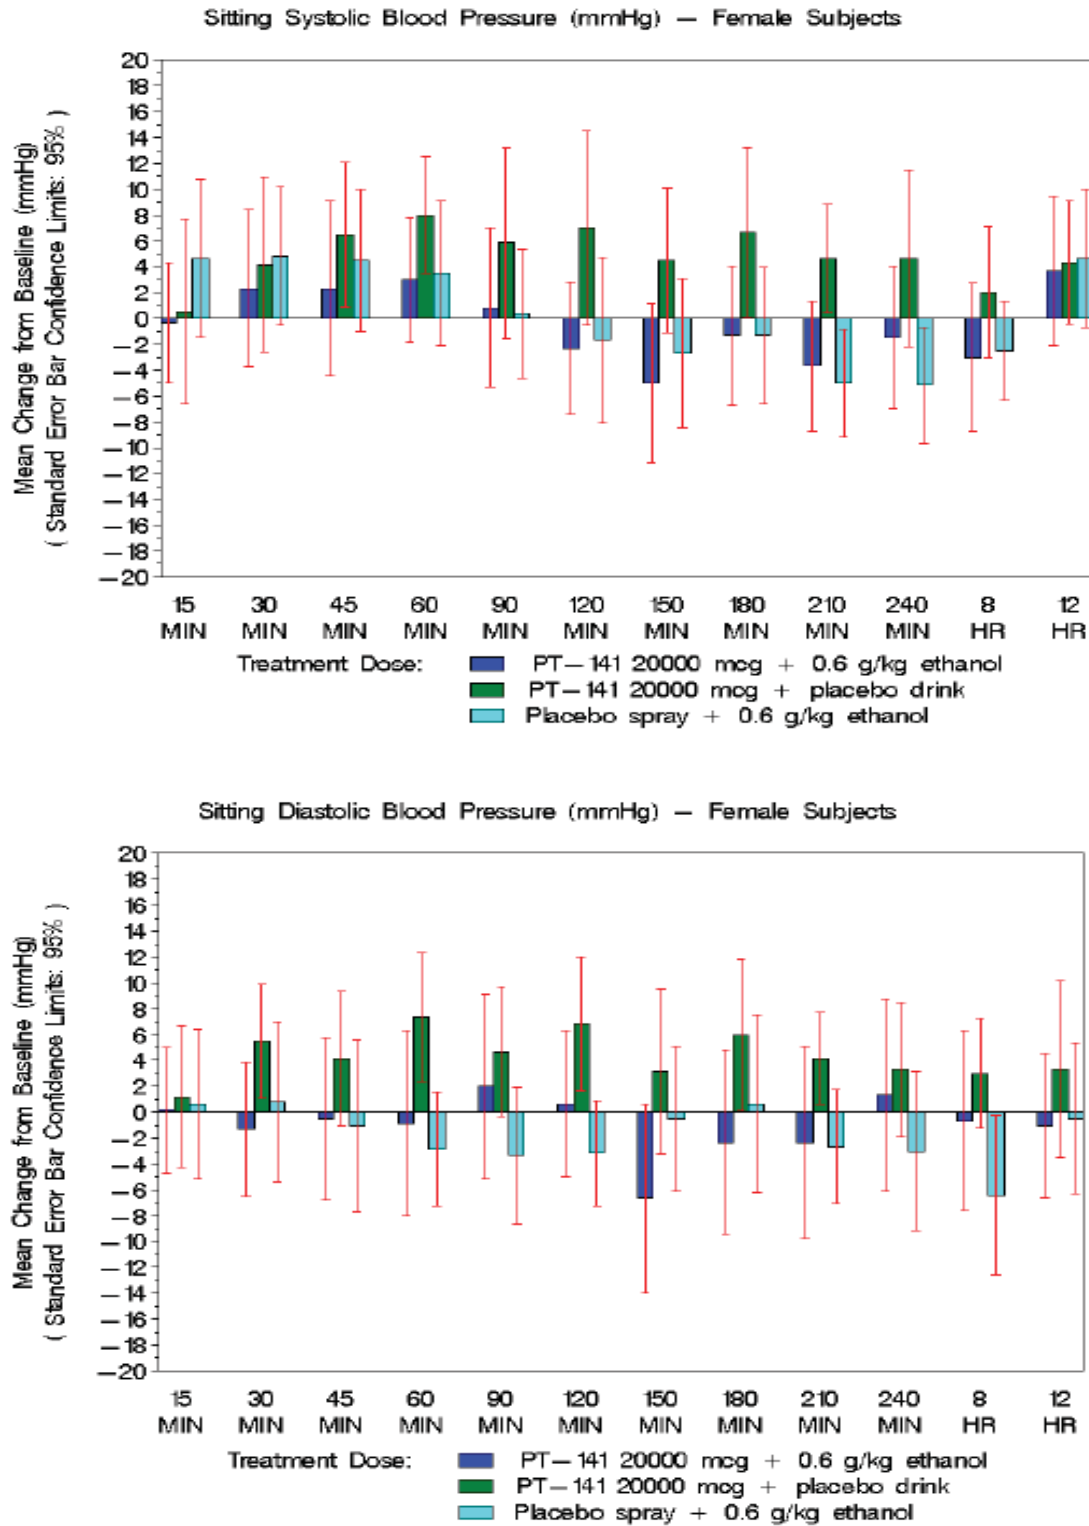 Sitting Systolic Blood Pressure (mmHg) — Female Subjects
Mean Change from Baseline (mmHg)
( Standard Error Bar Confidence Limits: 95% )
20
18
16
14
12
10
8
6
4
2
0
−2
−4
−6
−8
−10
−12
−14
−16
−18
−20
15 30 45 60 90 120 150 180 210 240 8 12
MIN MIN MIN MIN MIN MIN MIN MIN MIN MIN HR HR
Treatment Dose: PT−141 20000 mcg + 0.6 g/kg ethanol
PT−141 20000 mcg + placebo drink
Placebo spray + 0.6 g/kg ethanol
Sitting Diastolic Blood Pressure (mmHg) — Female Subjects
Mean Change from Baseline (mmHg)
( Standard Error Bar Confidence Limits: 95% )
20
18
16
14
12
10
8
6
4
2
0
−2
−4
−6
−8
−10
−12
−14
−16
−18
−20
15 30 45 60 90 120 150 180 210 240 8 12
MIN MIN MIN MIN MIN MIN MIN MIN MIN MIN HR HR
Treatment Dose: PT−141 20000 mcg + 0.6 g/kg ethanol
PT−141 20000 mcg + placebo drink
Placebo spray + 0.6 g/kg ethanol